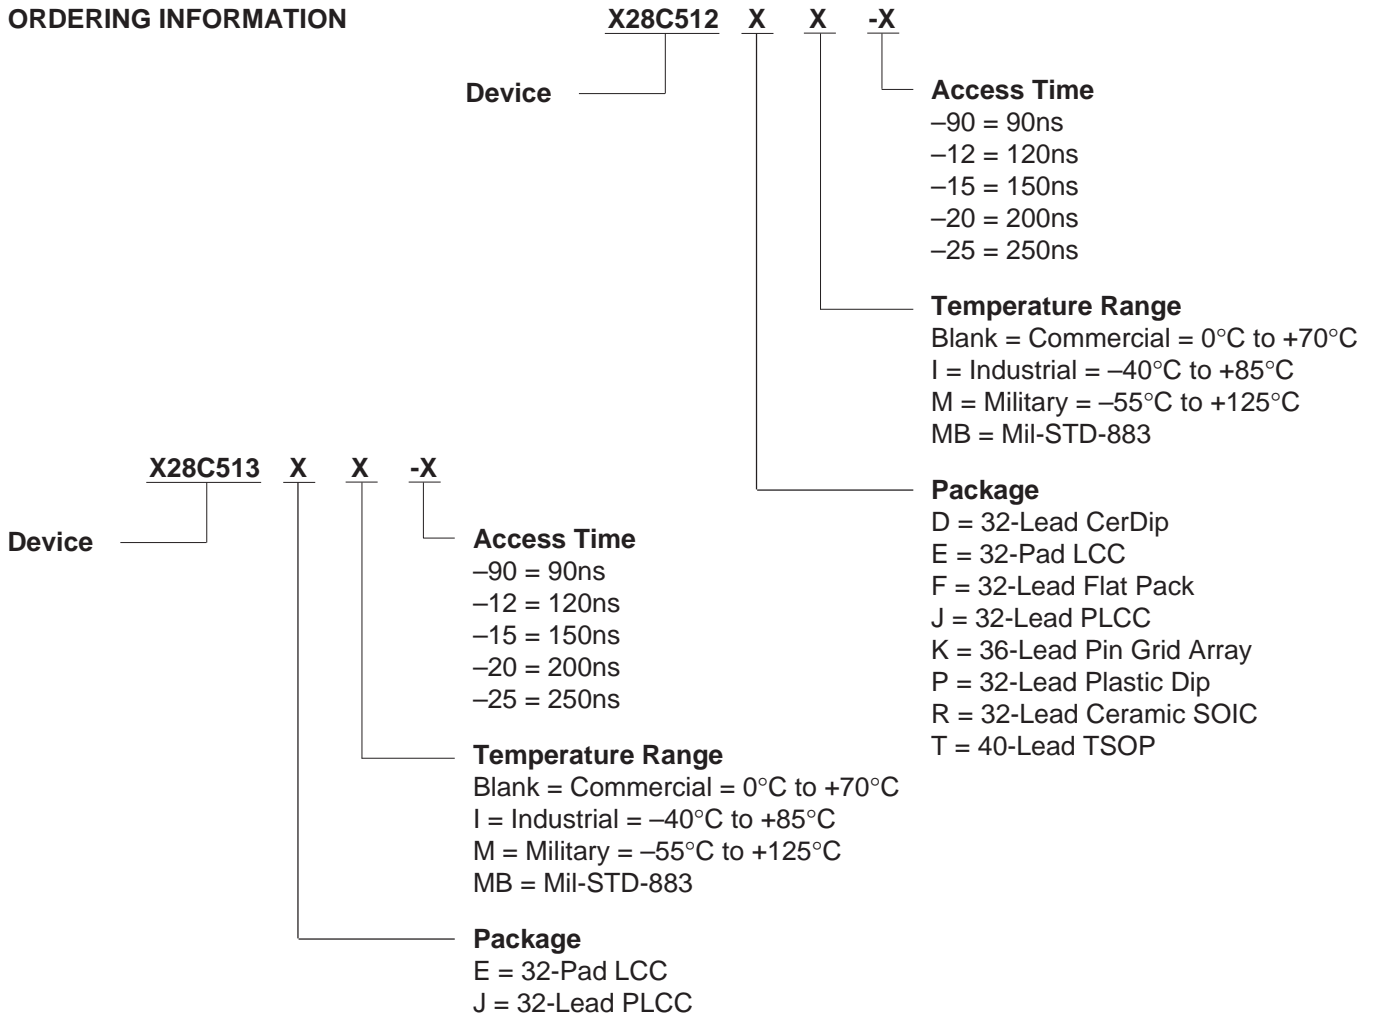 ORDERING INFORMATION
X28C512 X X -X
Device
Access Time
–90 = 90ns
–12 = 120ns
–15 = 150ns
–20 = 200ns
–25 = 250ns
Temperature Range
Blank = Commercial = 0°C to +70°C
I = Industrial = –40°C to +85°C
M = Military = –55°C to +125°C
MB = Mil-STD-883
Package
D = 32-Lead CerDip
E = 32-Pad LCC
F = 32-Lead Flat Pack
J = 32-Lead PLCC
K = 36-Lead Pin Grid Array
P = 32-Lead Plastic Dip
R = 32-Lead Ceramic SOIC
T = 40-Lead TSOP
X28C513 X X -X
Device
Access Time
–90 = 90ns
–12 = 120ns
–15 = 150ns
–20 = 200ns
–25 = 250ns
Temperature Range
Blank = Commercial = 0°C to +70°C
I = Industrial = –40°C to +85°C
M = Military = –55°C to +125°C
MB = Mil-STD-883
Package
E = 32-Pad LCC
J = 32-Lead PLCC